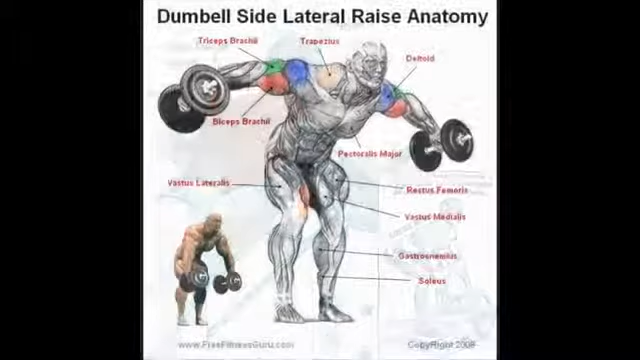 Dumbell Side Lateral Raise Anatomy
Triceps Brachii
Trapezius
Deltoid
Biceps Brachii
Pectoralis Major
Vastus Lateralis
Rectus Femoris
Vastus Medialis
Gastrocnemius
Soleus
www.FreeFitnessGuru.com
CopyRight 2008